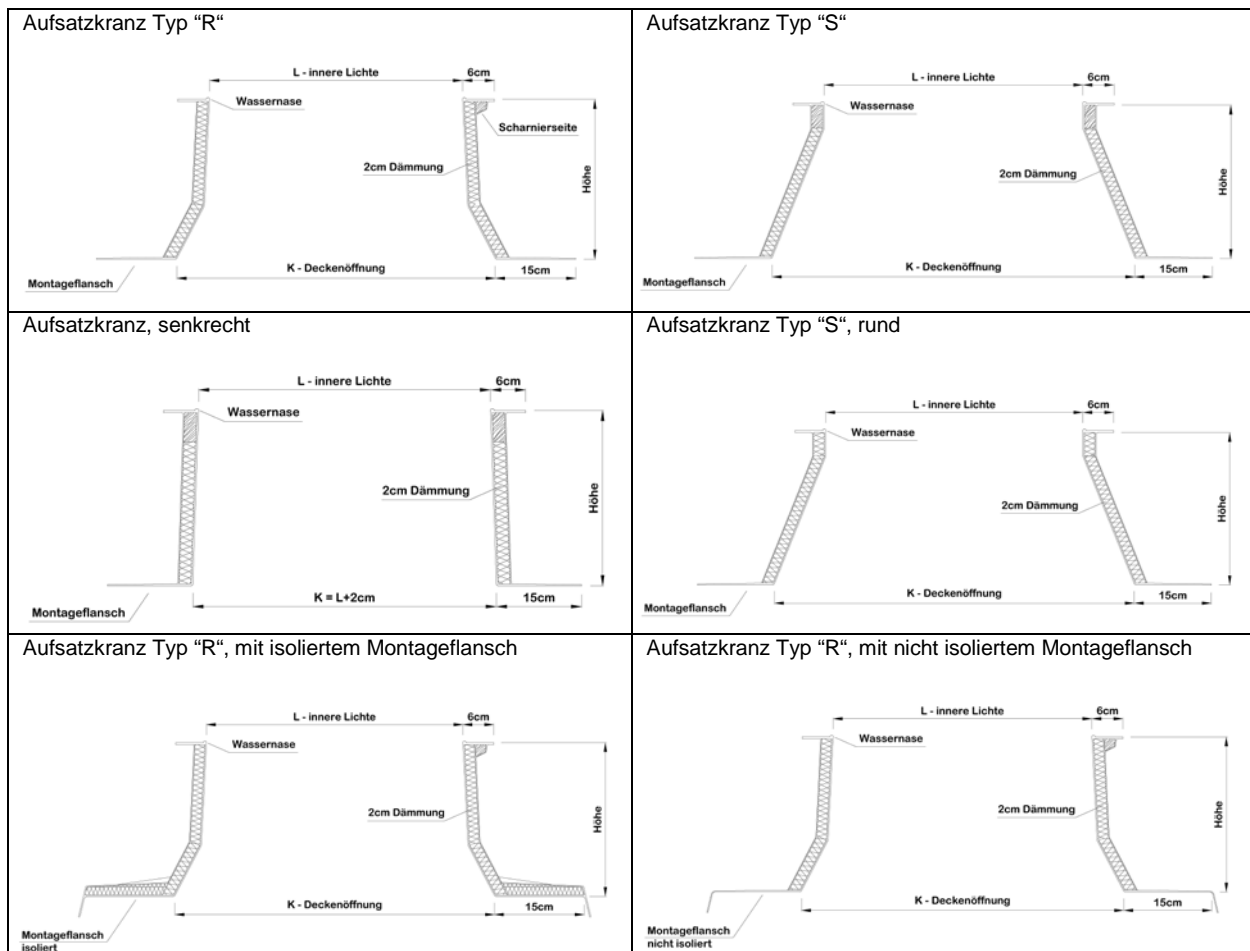 Aufsatzkranz Typ “R“
L - innere Lichte
6cm
Wassernase
Scharnierseite
2cm Dämmung
Höhe
K - Deckenöffnung
15cm
Montageflansch
Aufsatzkranz Typ “S“
L - innere Lichte
6cm
Wassernase
2cm Dämmung
Höhe
K - Deckenöffnung
15cm
Montageflansch
Aufsatzkranz, senkrecht
L - innere Lichte
6cm
Wassernase
2cm Dämmung
Höhe
K = L+2cm
15cm
Montageflansch
Aufsatzkranz Typ “S“, rund
L - innere Lichte
6cm
Wassernase
2cm Dämmung
Höhe
K - Deckenöffnung
15cm
Montageflansch
Aufsatzkranz Typ “R“, mit isoliertem Montageflansch
L - innere Lichte
6cm
Wassernase
2cm Dämmung
Höhe
K - Deckenöffnung
15cm
Montageflansch
isoliert
Aufsatzkranz Typ “R“, mit nicht isoliertem Montageflansch
L - innere Lichte
6cm
Wassernase
2cm Dämmung
Höhe
K - Deckenöffnung
15cm
Montageflansch
nicht isoliert